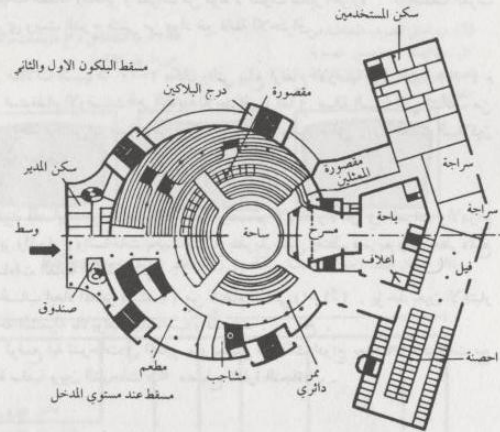 سكن المستخدمين
مسقط البلكون الاول والثاني
درج البلاكين
مقصورة
سكن المدير
مقصورة
الممثلين
سراجة
سراجة
وسط
ساحة
مسرح
باحة
فيل
اعلاف
صندوق
احصنة
مطعم
مشاجب
ممر
دائري
مسقط عند مستوي المدخل